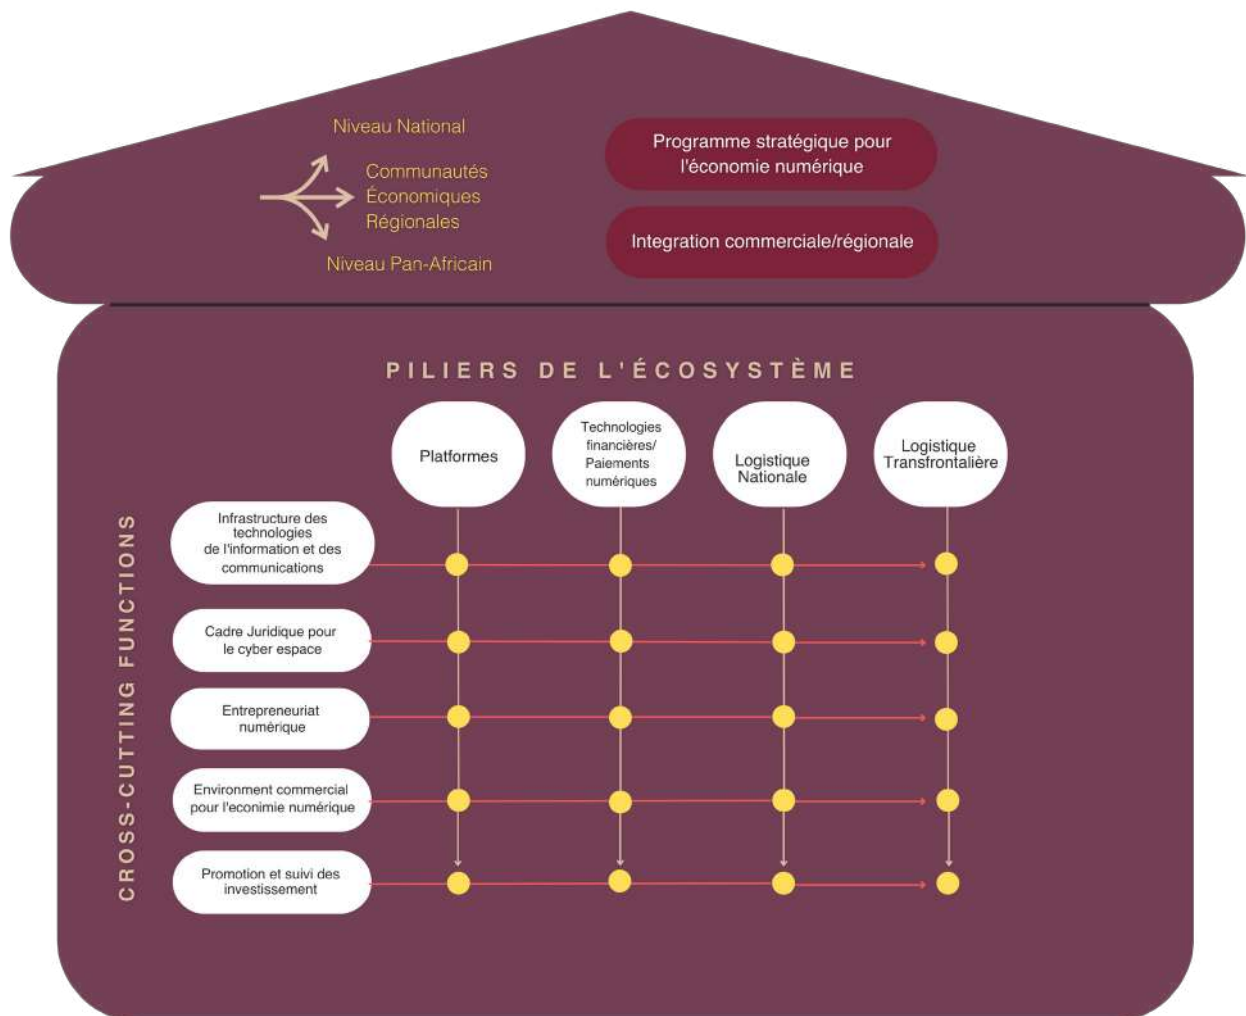 Niveau National
Communautés
Économiques
Régionales
Niveau Pan-Africain
Programme stratégique pour
l'économie numérique
Integration commerciale/régionale
PILIERS DE L'ÉCOSYSTÈME
Platformes
Technologies
financières/
Paiements
numériques
Logistique
Nationale
Logistique
Transfrontalière
CROSS-CUTTING FUNCTIONS
Infrastructure des
technologies
de l'information et des
communications
Cadre Juridique pour
le cyber espace
Entrepreneuriat
numérique
Environment commercial
pour l'econimie numérique
Promotion et suivi des
investissement